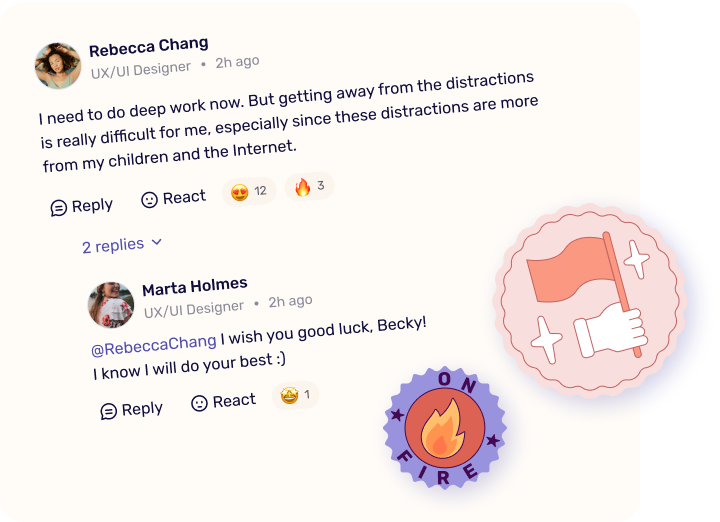 Rebecca Chang
UX/UI Designer • 2h ago
I need to do deep work now. But getting away from the distractions
is really difficult for me, especially since these distractions are more
from my children and the Internet.
Reply React 12 3
2 replies
Marta Holmes
UX/UI Designer • 2h ago
@RebeccaChang I wish you good luck, Becky!
I know I will do your best :)
Reply React 1
ON
FIRE